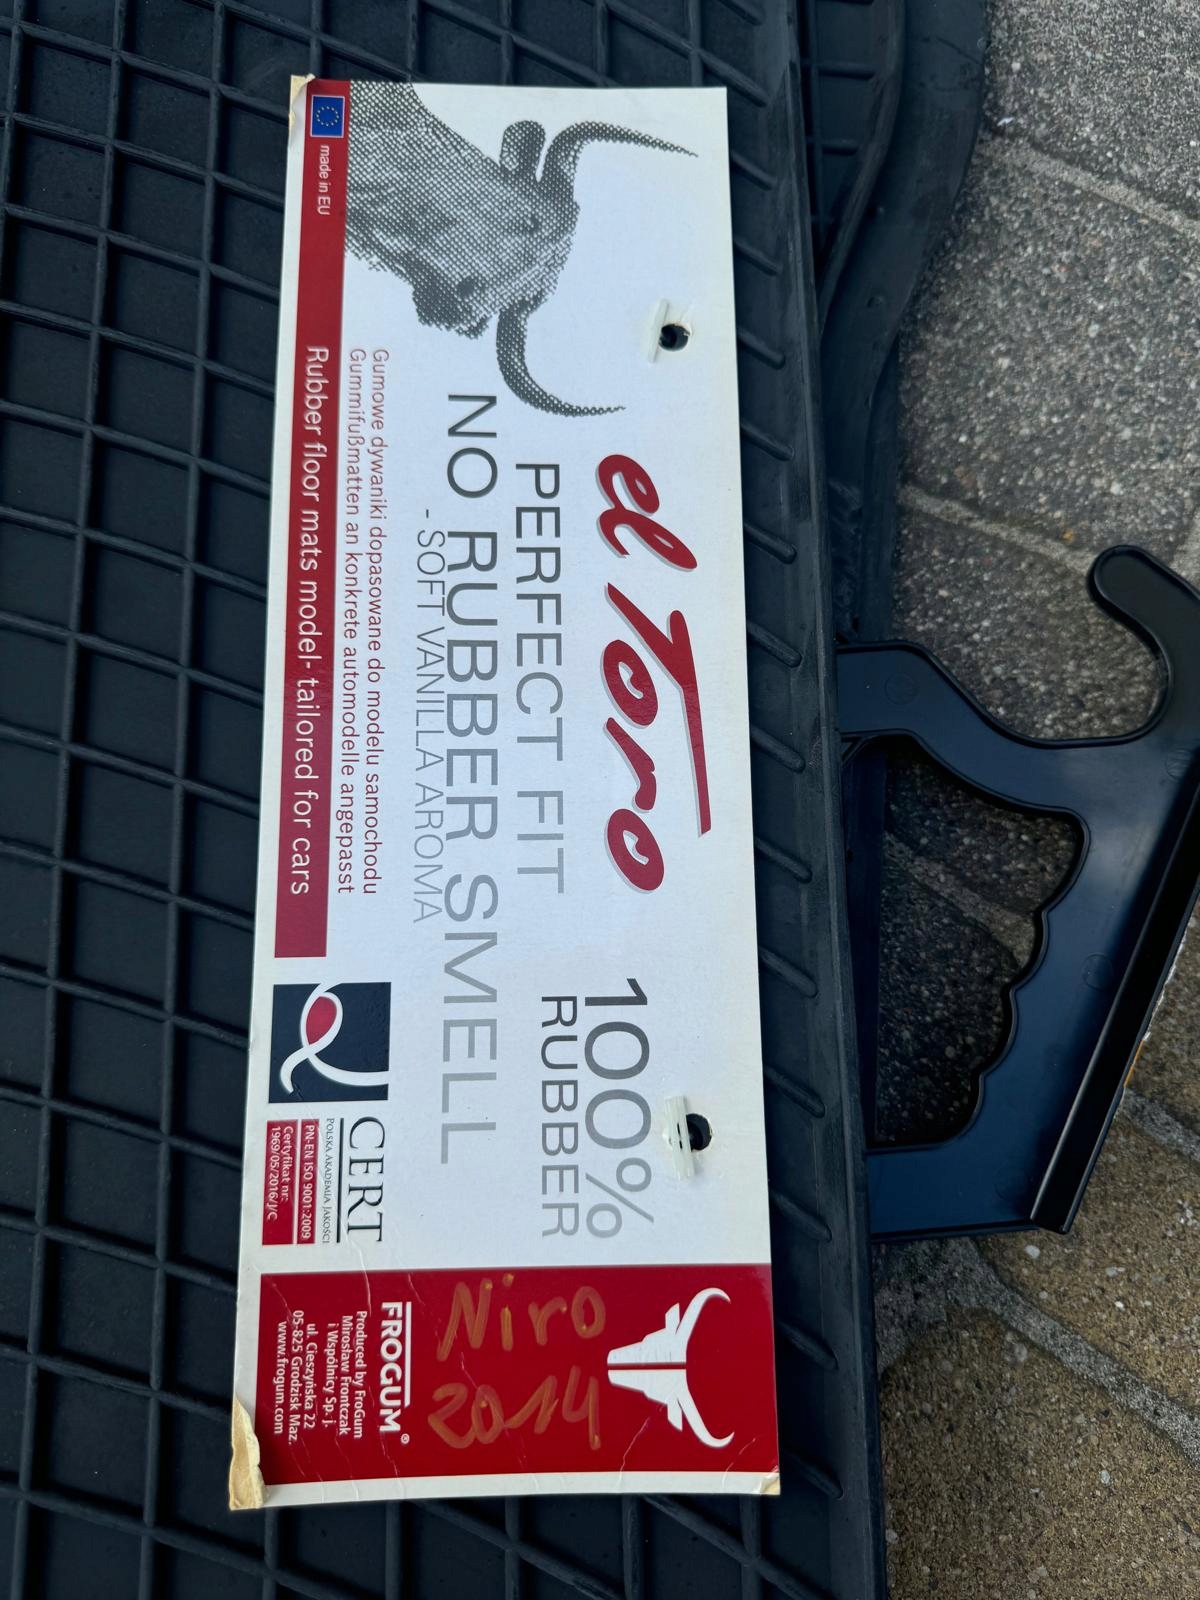 made in EU
el Toro
100%
RUBBER
PERFECT FIT
NO RUBBER SMELL
- SOFT VANILLA AROMA
Gumowe dywaniki dopasowane do modelu samochodu
Gummifußmatten an konkrete automodelle angepasst
Rubber floor mats model- tailored for cars
CERT
POLSKA AKADEMIA JAKOŚCI
PN-EN ISO 9001:2009
Certyfikat nr:
1969/05/2016/J/C
Niro
2014
FROGUM®
Produced by FroGum
Mirosław Frontczak
i Wspólnicy Sp. j.
ul. Cieszyńska 22
05-825 Grodzisk Maz.
www.frogum.com